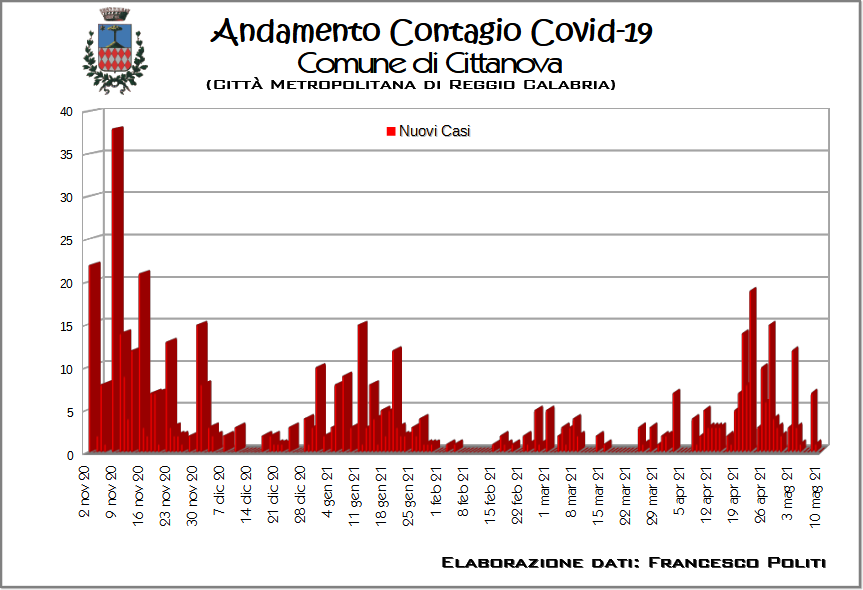 Andamento Contagio Covid-19
Comune di Cittanova
(Città Metropolitana di Reggio Calabria)
Nuovi Casi
40
35
30
25
20
15
10
5
0
2 nov 20
9 nov 20
16 nov 20
23 nov 20
30 nov 20
7 dic 20
14 dic 20
21 dic 20
28 dic 20
4 gen 21
11 gen 21
18 gen 21
25 gen 21
1 feb 21
8 feb 21
15 feb 21
22 feb 21
1 mar 21
8 mar 21
15 mar 21
22 mar 21
29 mar 21
5 apr 21
12 apr 21
19 apr 21
26 apr 21
3 mag 21
10 mag 21
Elaborazione dati: Francesco Politi